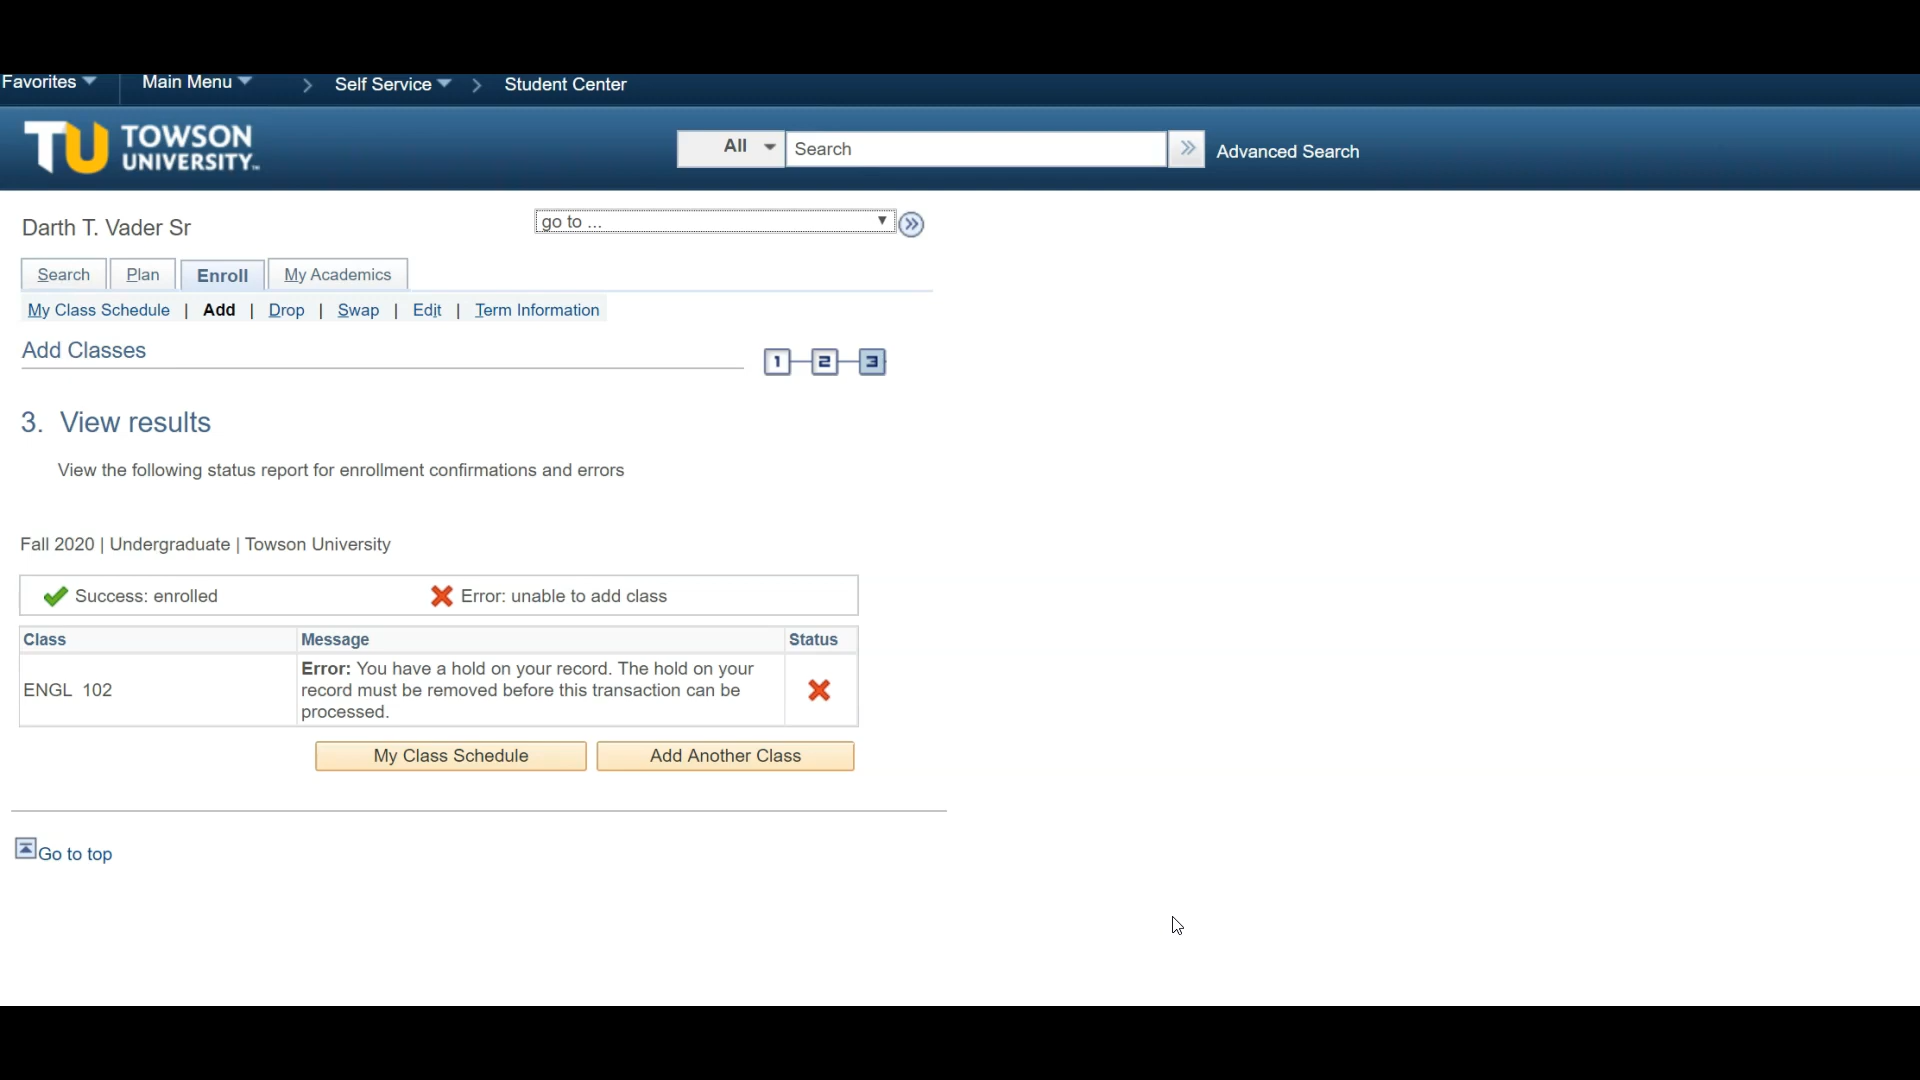 Favorites Main Menu > Self Service > Student Center
TU TOWSON UNIVERSITY™
All Search >> Advanced Search
Darth T. Vader Sr
go to ...
Search Plan Enroll My Academics
My Class Schedule | Add | Drop | Swap | Edit | Term Information
Add Classes
1 2 3
3. View results
View the following status report for enrollment confirmations and errors
Fall 2020 | Undergraduate | Towson University
Success: enrolled Error: unable to add class
Class Message Status
ENGL 102
Error: You have a hold on your record. The hold on your
record must be removed before this transaction can be
processed.
My Class Schedule Add Another Class
Go to top